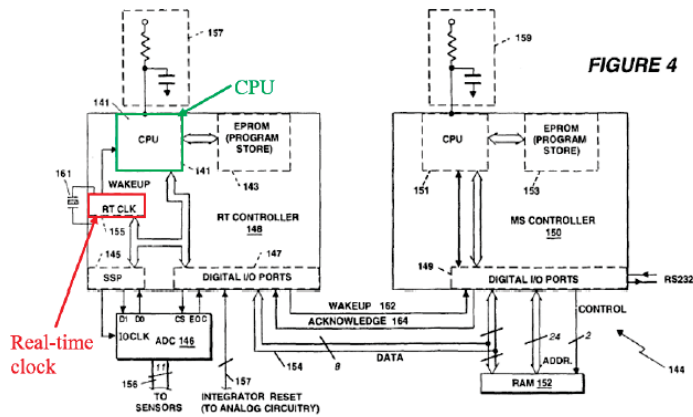 157
159
FIGURE 4
CPU
141
CPU
EPROM
(PROGRAM
STORE)
143
141
161
WAKEUP
RT CLK
155
RT CONTROLLER
148
145
147
SSP
DIGITAL I/O PORTS
CPU
EPROM
(PROGRAM
STORE)
151
153
MS CONTROLLER
150
149
DIGITAL I/O PORTS
RS232
WAKEUP 162
ACKNOWLEDGE 164
CONTROL
D1 D0 CS EOC
IOCLK
ADC 146
Real-time
clock
8
DATA
154
24
2
ADDR.
144
11
156
157
RAM 152
TO
SENSORS
INTEGRATOR RESET
(TO ANALOG CIRCUITRY)